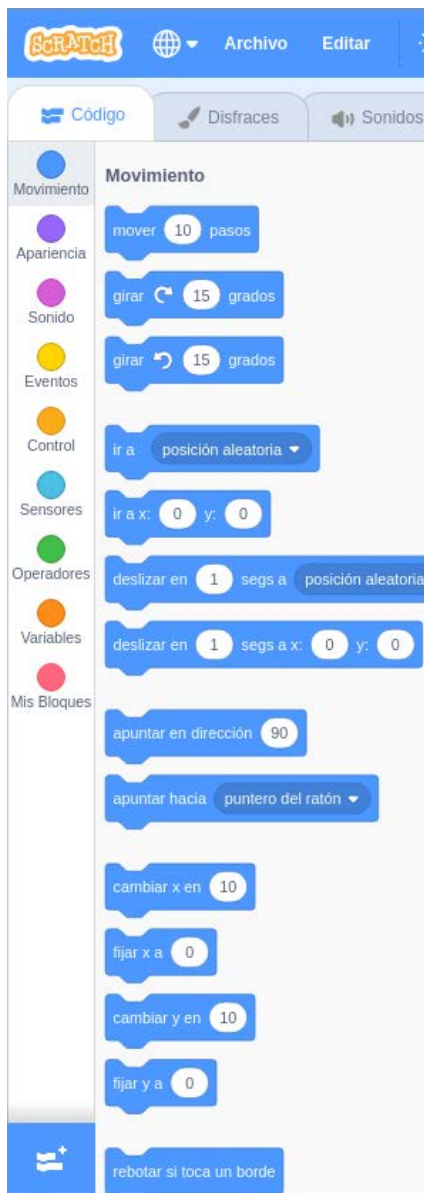 SCRATCH Archivo Editar
Código Disfraces Sonidos
Movimiento
Apariencia
Sonido
Eventos
Control
Sensores
Operadores
Variables
Mis Bloques
Movimiento
mover 10 pasos
girar 15 grados
girar 15 grados
ir a posición aleatoria
ir a x: 0 y: 0
deslizar en 1 segs a posición aleatoria
deslizar en 1 segs a x: 0 y: 0
apuntar en dirección 90
apuntar hacia puntero del ratón
cambiar x en 10
fijar x a 0
cambiar y en 10
fijar y a 0
rebotar si toca un borde